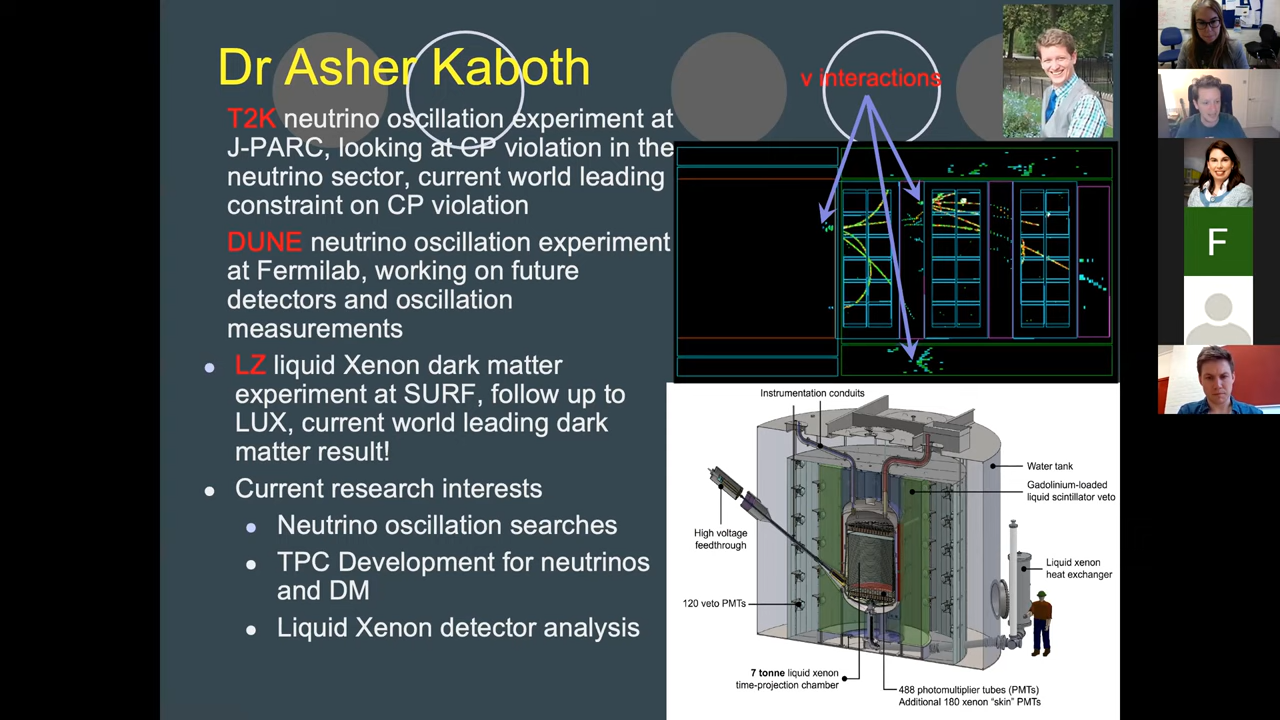 Dr Asher Kaboth
T2K neutrino oscillation experiment at
J-PARC, looking at CP violation in the
neutrino sector, current world leading
constraint on CP violation
DUNE neutrino oscillation experiment
at Fermilab, working on future
detectors and oscillation
measurements
LZ liquid Xenon dark matter
experiment at SURF, follow up to
LUX, current world leading dark
matter result!
Current research interests
Neutrino oscillation searches
TPC Development for neutrinos
and DM
Liquid Xenon detector analysis
ν interactions
Instrumentation conduits
Water tank
Gadolinium-loaded
liquid scintillator veto
High voltage
feedthrough
Liquid xenon
heat exchanger
120 veto PMTs
7 tonne liquid xenon
time-projection chamber
488 photomultiplier tubes (PMTs)
Additional 180 xenon “skin” PMTs
F